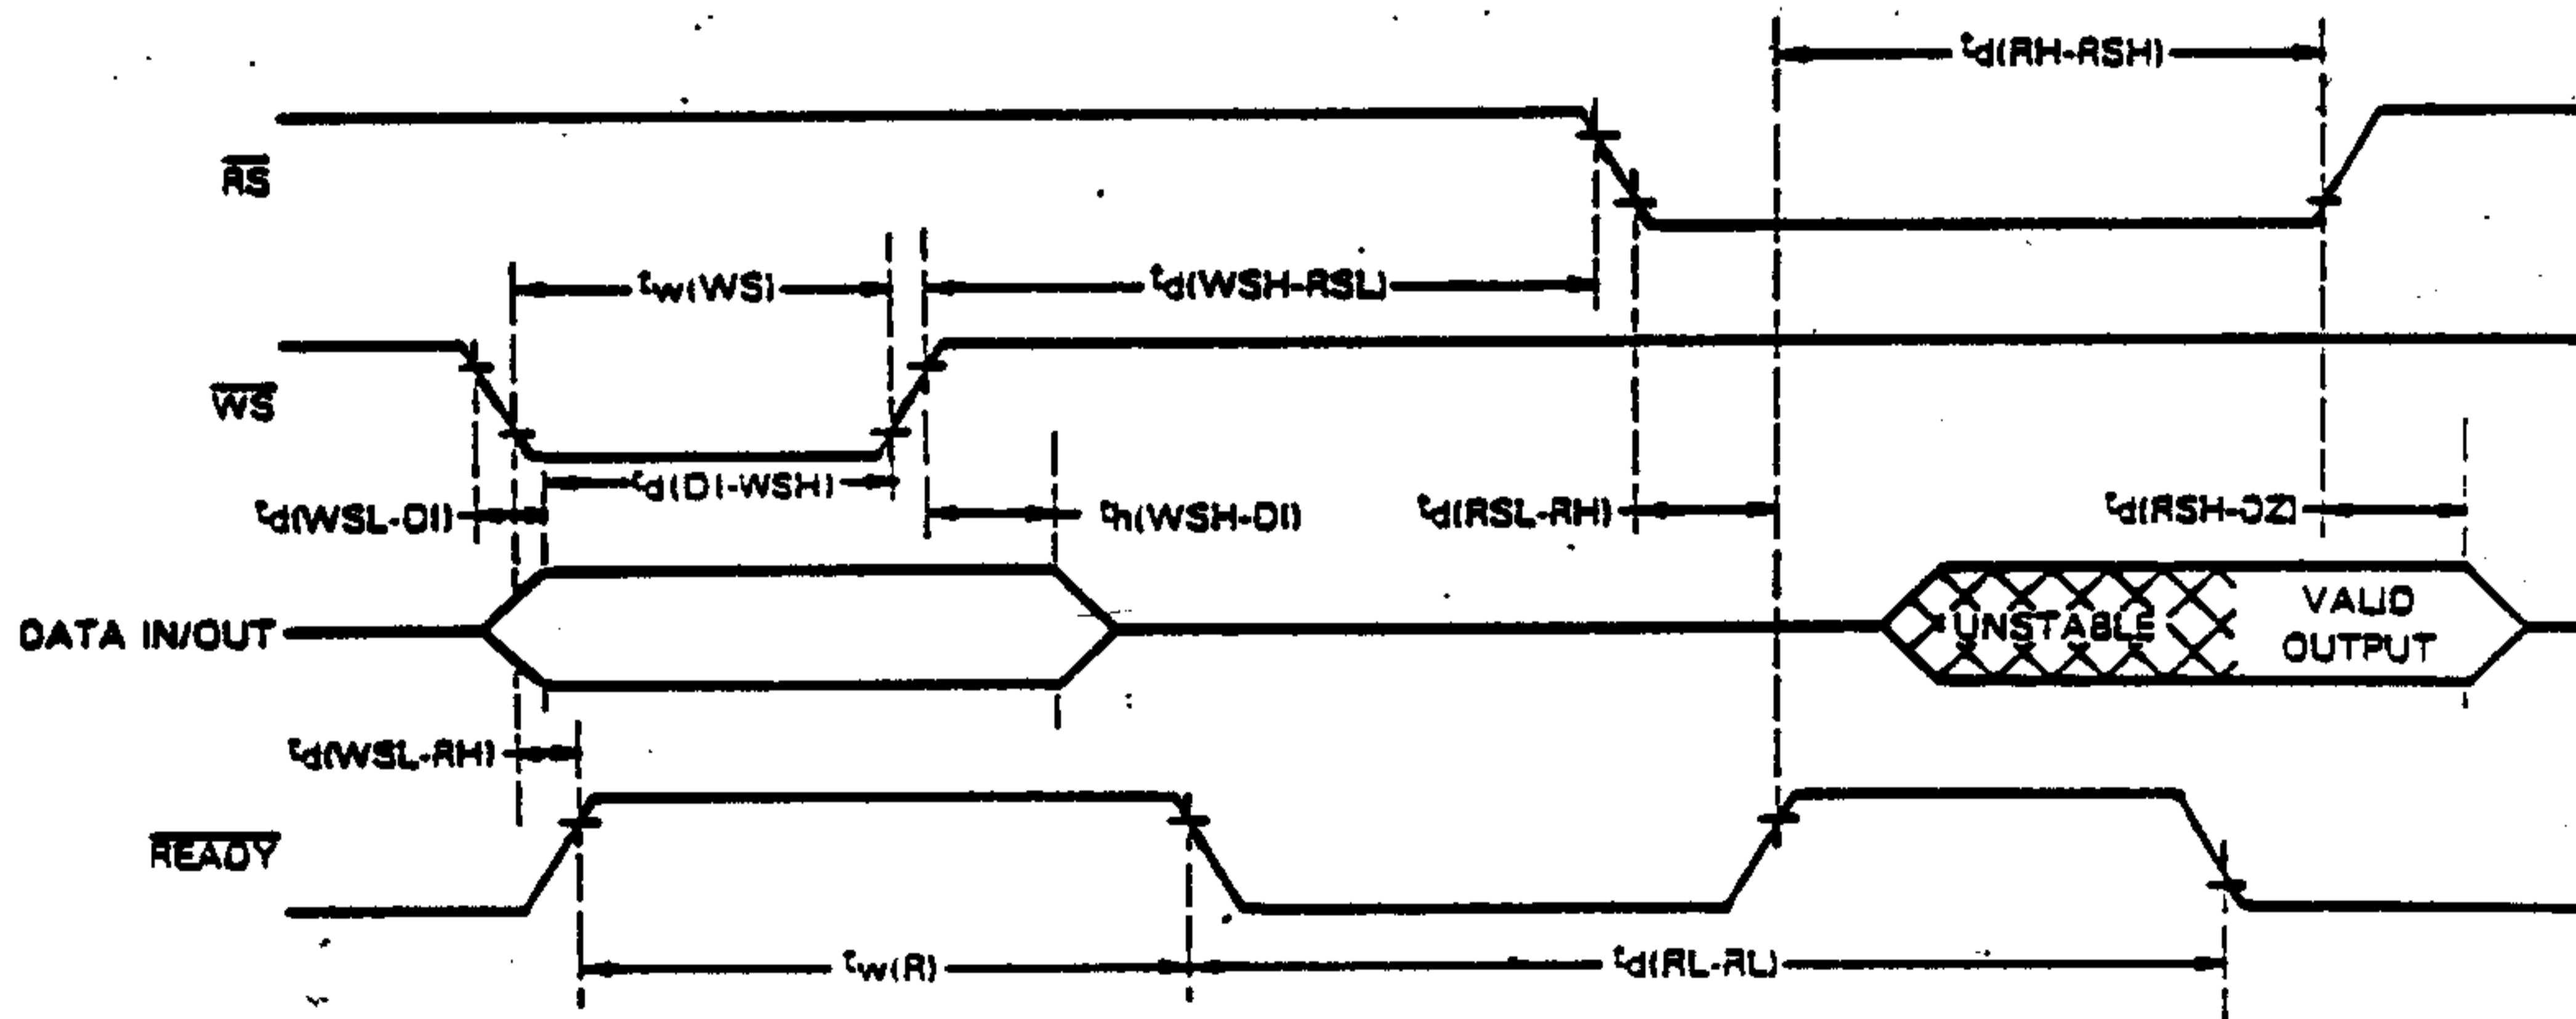 td(RH-RSH)
RS
tw(WS)
td(WSH-RSL)
WS
td(DI-WSH)
td(WSL-DI)
th(WSH-DI)
td(RSL-RH)
td(RSH-DZ)
DATA IN/OUT
UNSTABLE
VALID
OUTPUT
td(WSL-RH)
READY
tw(R)
td(RL-RL)